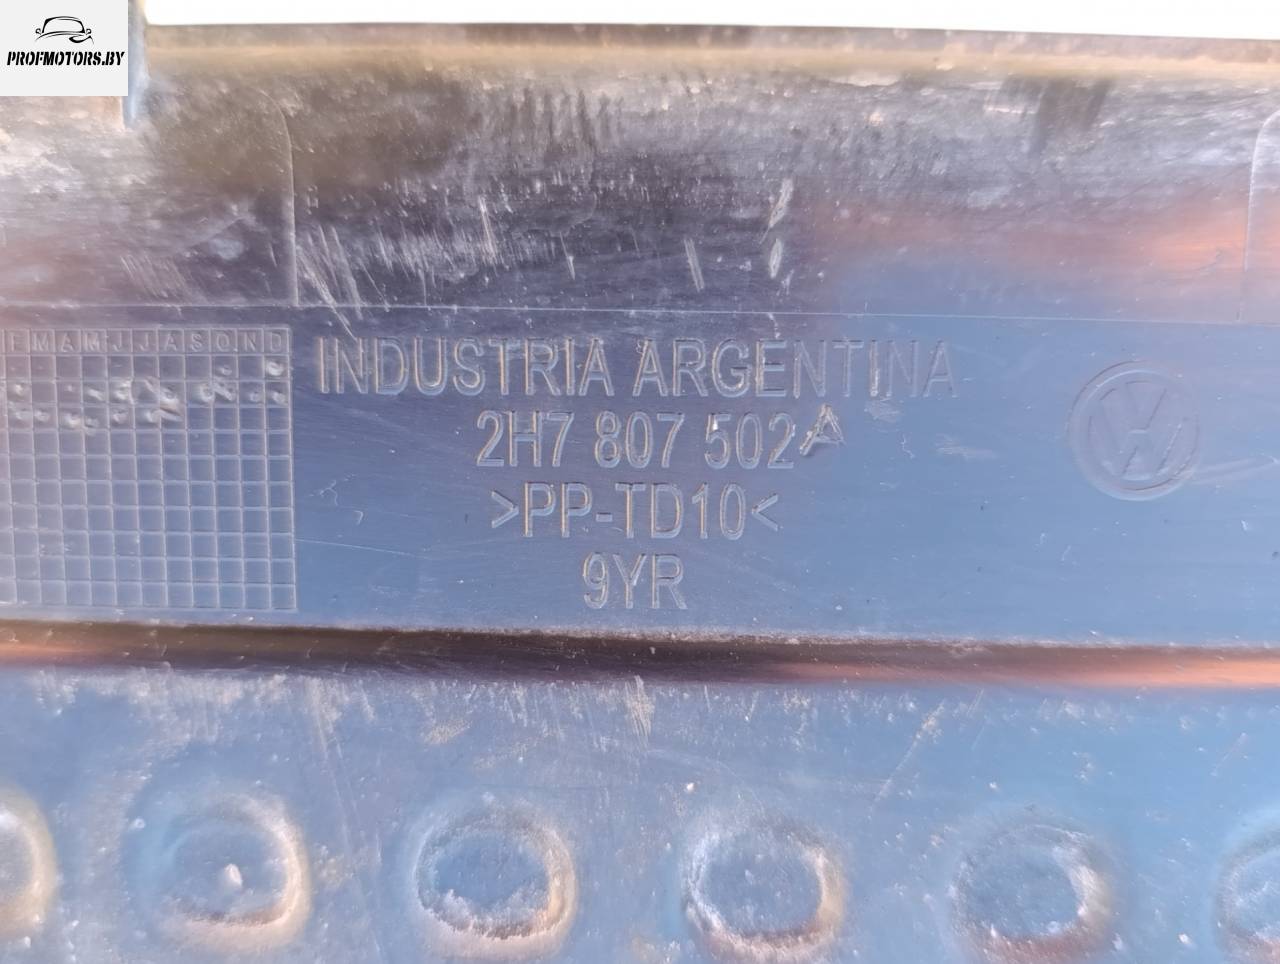 PROFMOTORS.BY
E M A M J J A S O N D
INDUSTRIA ARGENTINA
2H7 807 502 A
>PP-TD10<
9YR